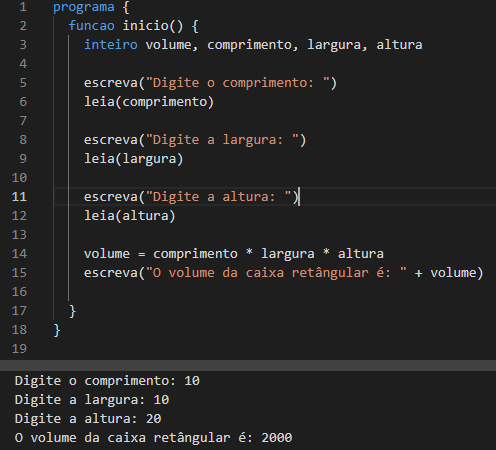 1 programa {
2 funcao inicio() {
3 inteiro volume, comprimento, largura, altura
4
5 escreva("Digite o comprimento: ")
6 leia(comprimento)
7
8 escreva("Digite a largura: ")
9 leia(largura)
10
11 escreva("Digite a altura: ")
12 leia(altura)
13
14 volume = comprimento * largura * altura
15 escreva("O volume da caixa retângular é: " + volume)
16
17 }
18 }
19
Digite o comprimento: 10
Digite a largura: 10
Digite a altura: 20
O volume da caixa retângular é: 2000